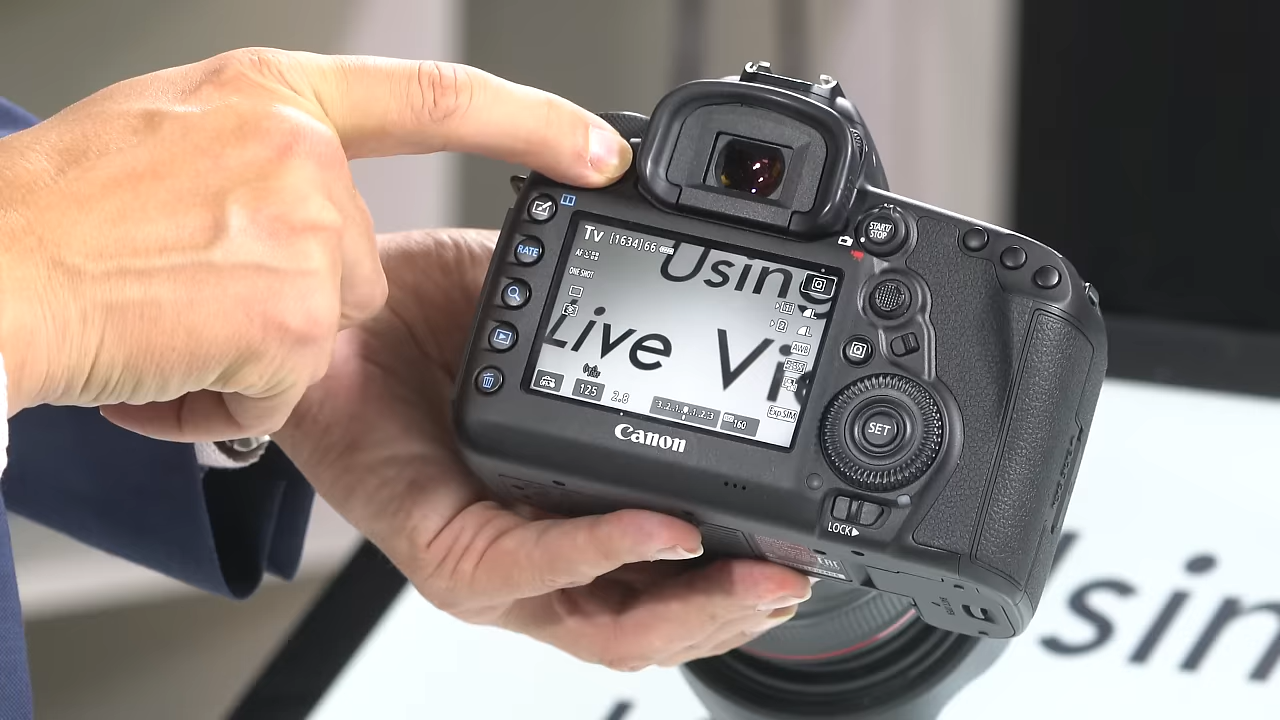 START/
STOP
RATE
Tv [1634] 66
AF
ONE SHOT
Using
Live Vi
AWB
125 2.8 3..2..1..0..1..2..3 160
Exp.SIM
Canon
SET
LOCK▶
Usin